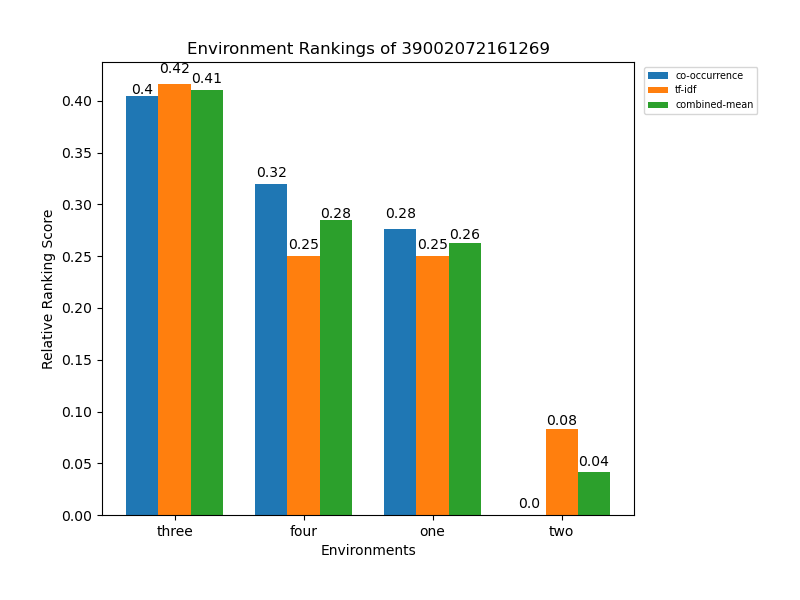 Environment Rankings of 39002072161269
co-occurrence
tf-idf
combined-mean
Relative Ranking Score
0.40
0.35
0.30
0.25
0.20
0.15
0.10
0.05
0.00
0.4
0.42
0.41
0.32
0.25
0.28
0.28
0.25
0.26
0.0
0.08
0.04
three
four
one
two
Environments